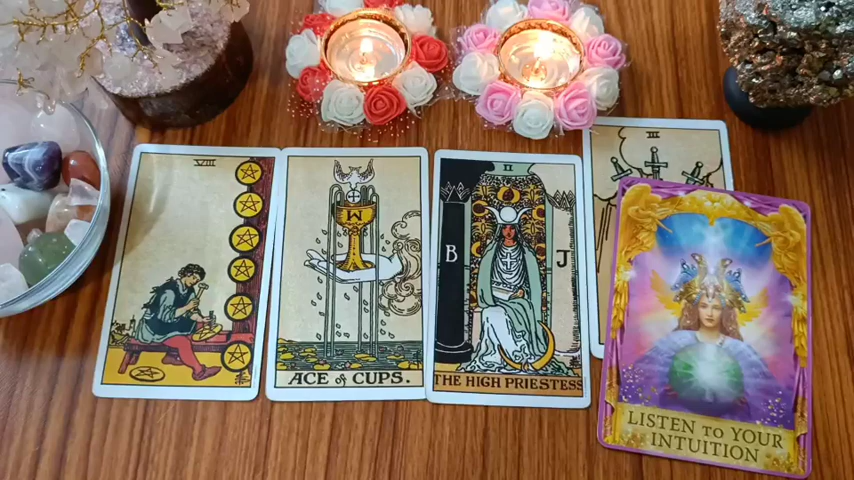 VIII
ACE of CUPS.
II
B
J
THE HIGH PRIESTESS
III
LISTEN TO YOUR
INTUITION